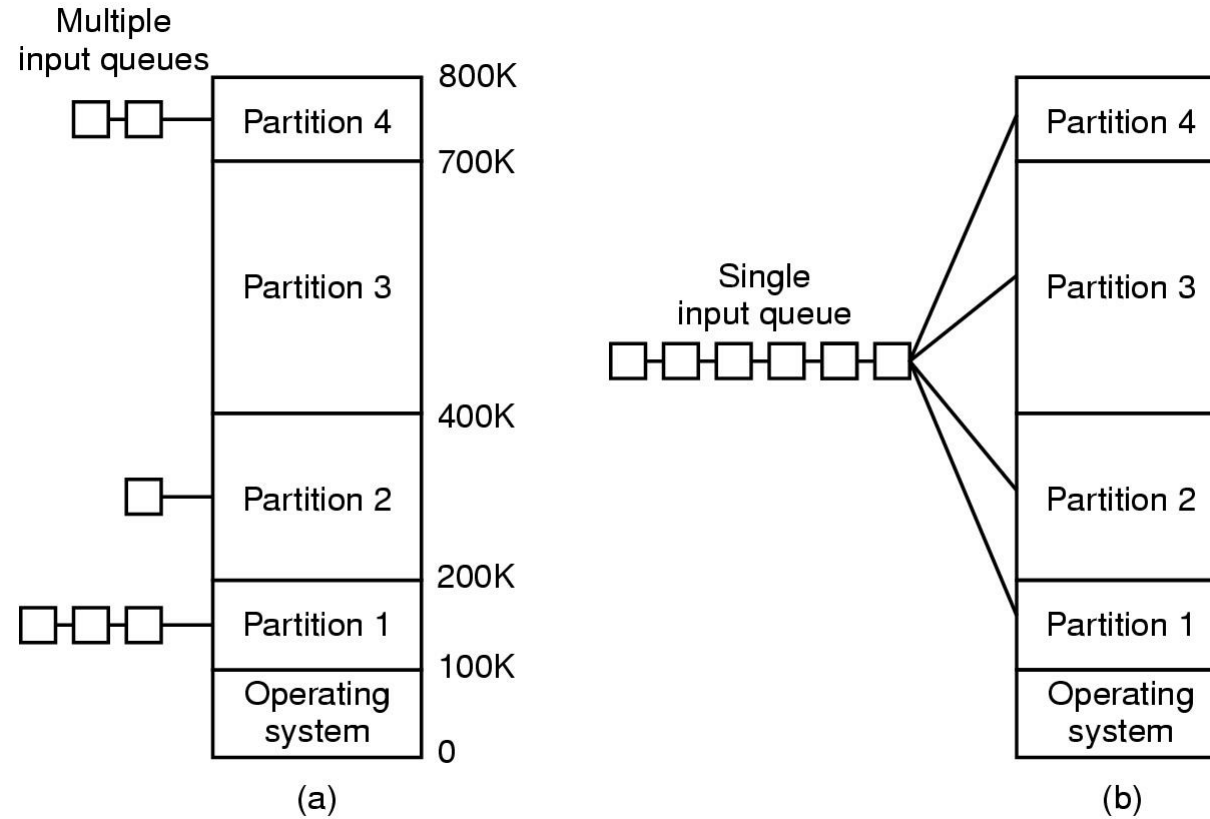 Multiple
input queues
800K
Partition 4
700K
Partition 3
400K
Partition 2
200K
Partition 1
100K
Operating
system
0
(a)
Single
input queue
Partition 4
Partition 3
Partition 2
Partition 1
Operating
system
(b)